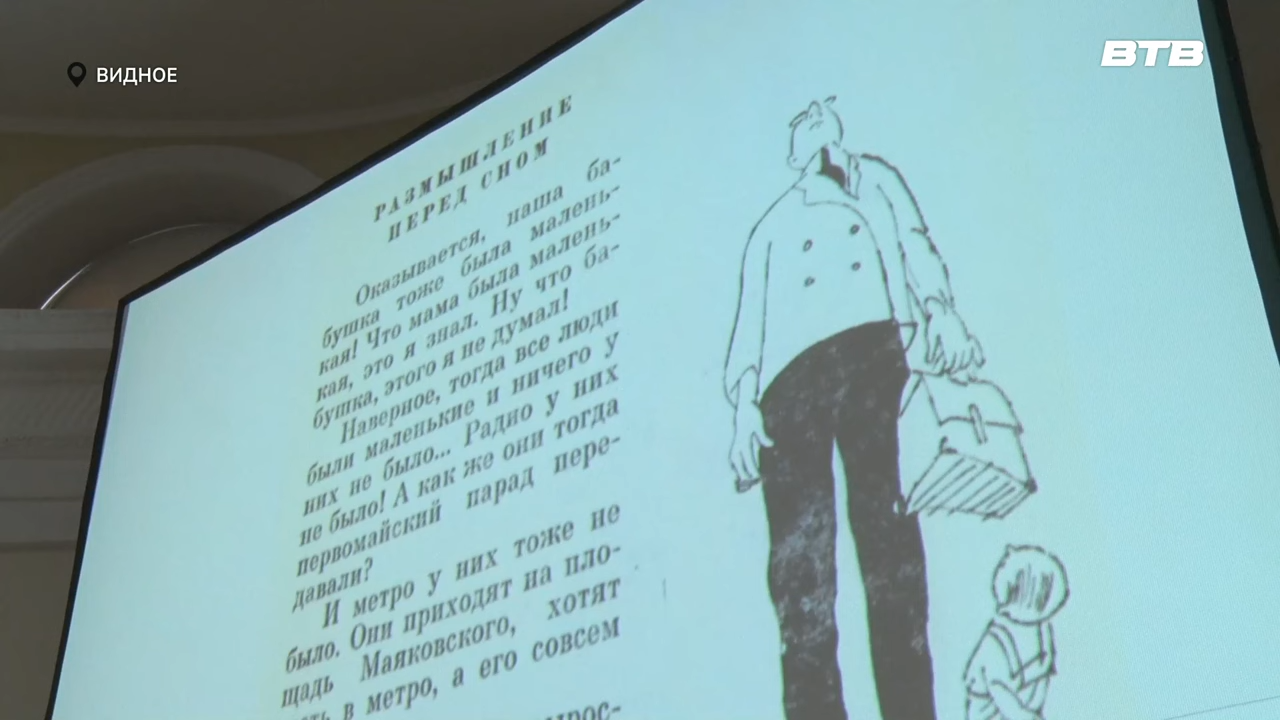 ВИДНОЕ
ВТВ
РАЗМЫШЛЕНИЕ
ПЕРЕД СНОМ
Оказывается, наша ба-
бушка тоже была малень-
кая! Что мама была малень-
кая, это я знал. Ну что ба-
бушка, этого я не думал!
Наверное, тогда все люди
были маленькие и ничего у
них не было... Радио у них
не было! А как же они тогда
первомайский парад пере-
давали?
И метро у них тоже не
было. Они приходят на пло-
щадь Маяковского, хотят
в метро, а его совсем